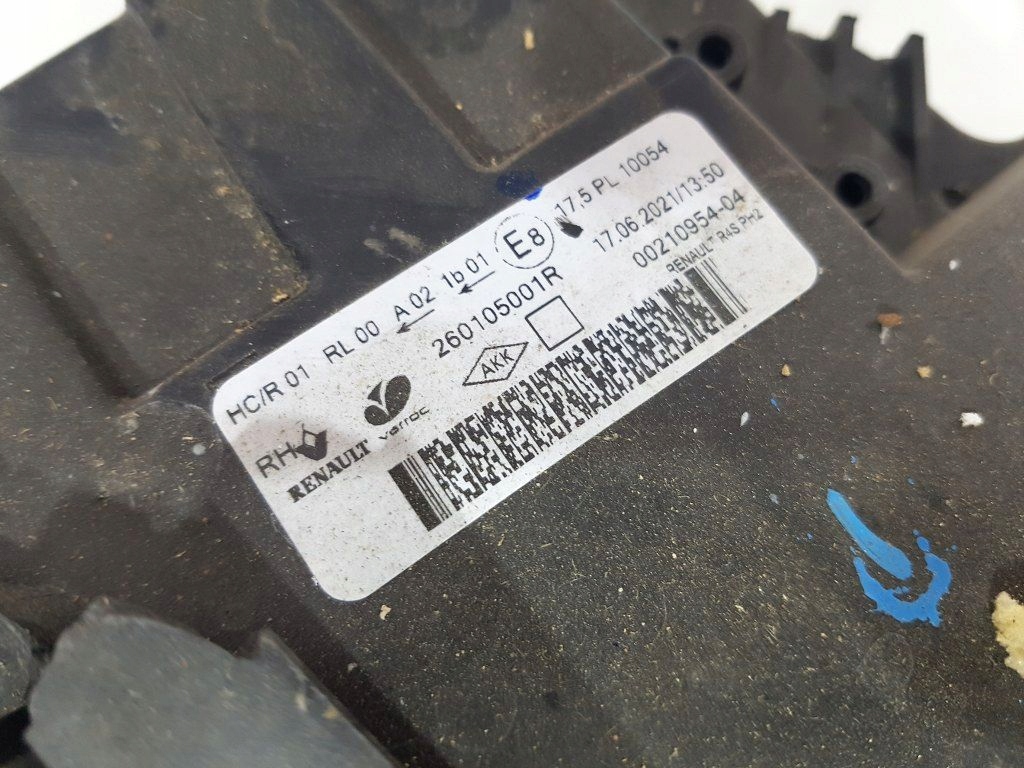 HC/R 01 RL 00 A 02 1b 01 E8 17,5 PL 10054
260105001R 17.06.2021/13:50
RH RENAULT varroc AKK 00210954-04
RENAULT R4S PH2